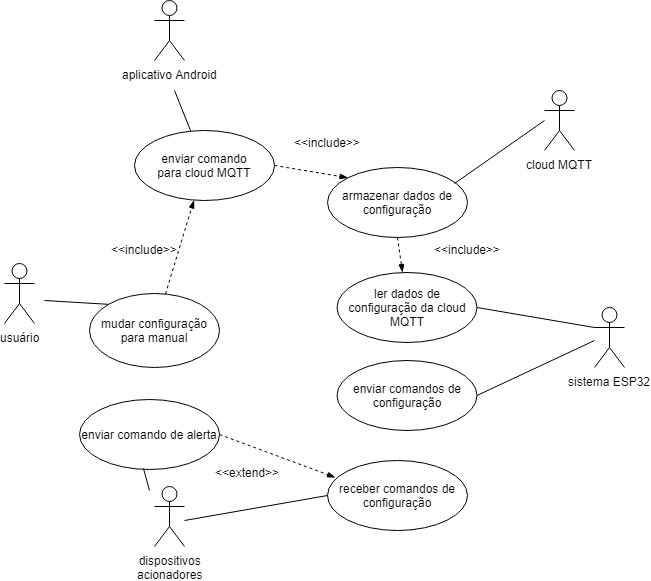 aplicativo Android
<<include>>
enviar comando
para cloud MQTT
cloud MQTT
armazenar dados de
configuração
<<include>>
<<include>>
ler dados de
configuração da cloud
MQTT
mudar configuração
para manual
usuário
sistema ESP32
enviar comandos de
configuração
enviar comando de alerta
<<extend>>
receber comandos de
configuração
dispositivos
acionadores